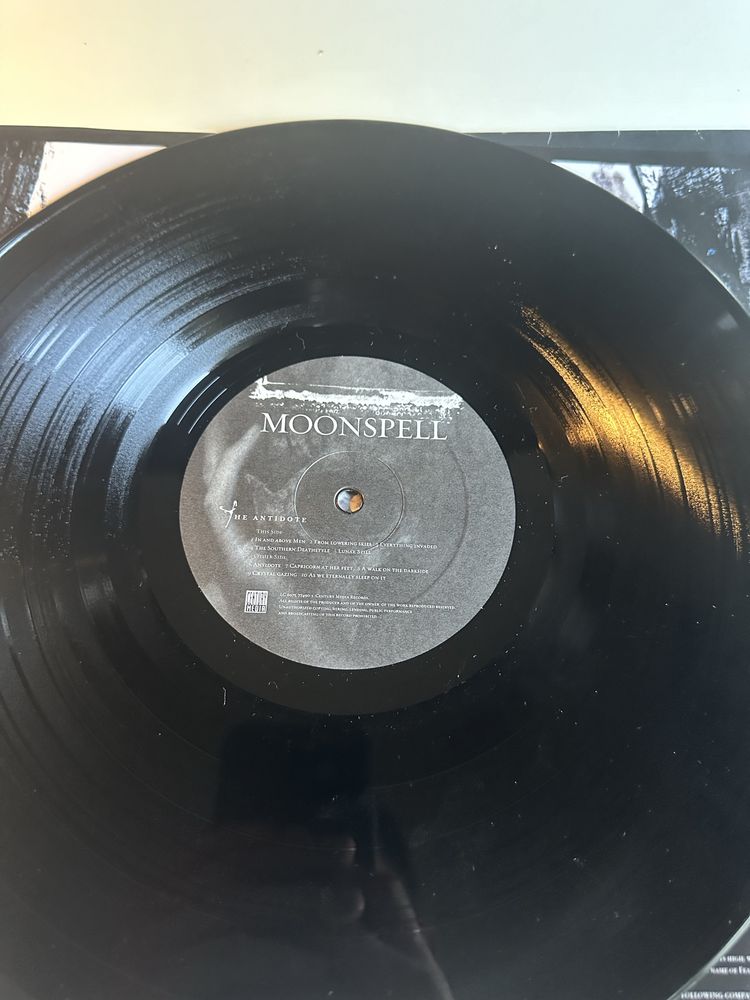 MOONSPELL
THE ANTIDOTE
THIS SIDE:
1 IN AND ABOVE MEN 2 FROM LOWERING SKIES 3 EVERYTHING INVADED
4 THE SOUTHERN DEATHSTYLE 5 LUNAR STILL
OTHER SIDE:
6 ANTIDOTE 7 CAPRICORN AT HER FEET 8 A WALK ON THE DARKSIDE
9 CRYSTAL GAZING 10 AS WE ETERNALLY SLEEP ON IT
CENTURY MEDIA
CENTURY MEDIA RECORDS.
ALL RIGHTS OF THE PRODUCER AND OF THE OWNER OF THE WORK REPRODUCED RESERVED.
UNAUTHORISED COPYING, HIRING, LENDING, PUBLIC PERFORMANCE
AND BROADCASTING OF THIS RECORD PROHIBITED.
NAME OF
FOLLOWING